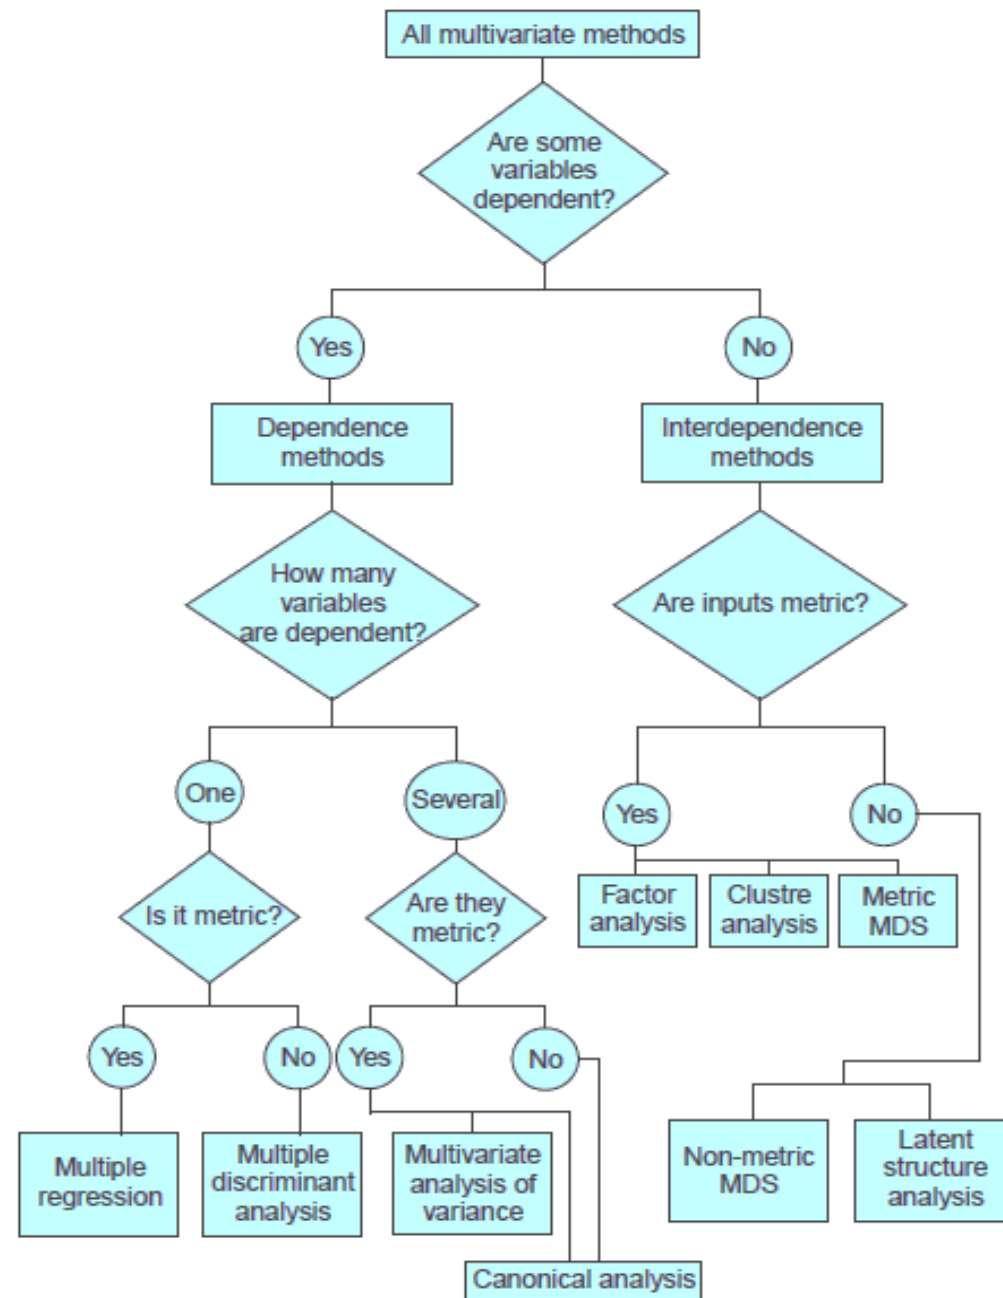 All multivariate methods
Are some
variables
dependent?
Yes
No
Dependence
methods
Interdependence
methods
How many
variables
are dependent?
Are inputs metric?
One
Several
Yes
No
Is it metric?
Are they
metric?
Factor
analysis
Clustre
analysis
Metric
MDS
Yes
No
Yes
No
Multiple
regression
Multiple
discriminant
analysis
Multivariate
analysis of
variance
Non-metric
MDS
Latent
structure
analysis
Canonical analysis